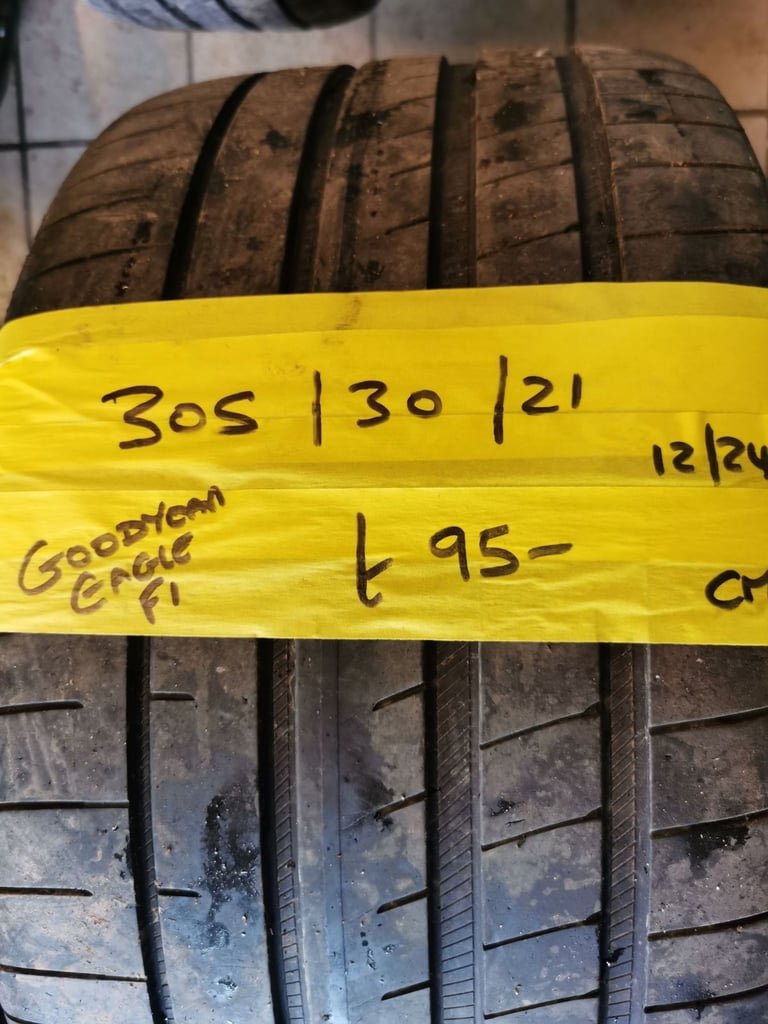 305 / 30 / 21
12/24
GOODYEAR
EAGLE
F1
£ 95-